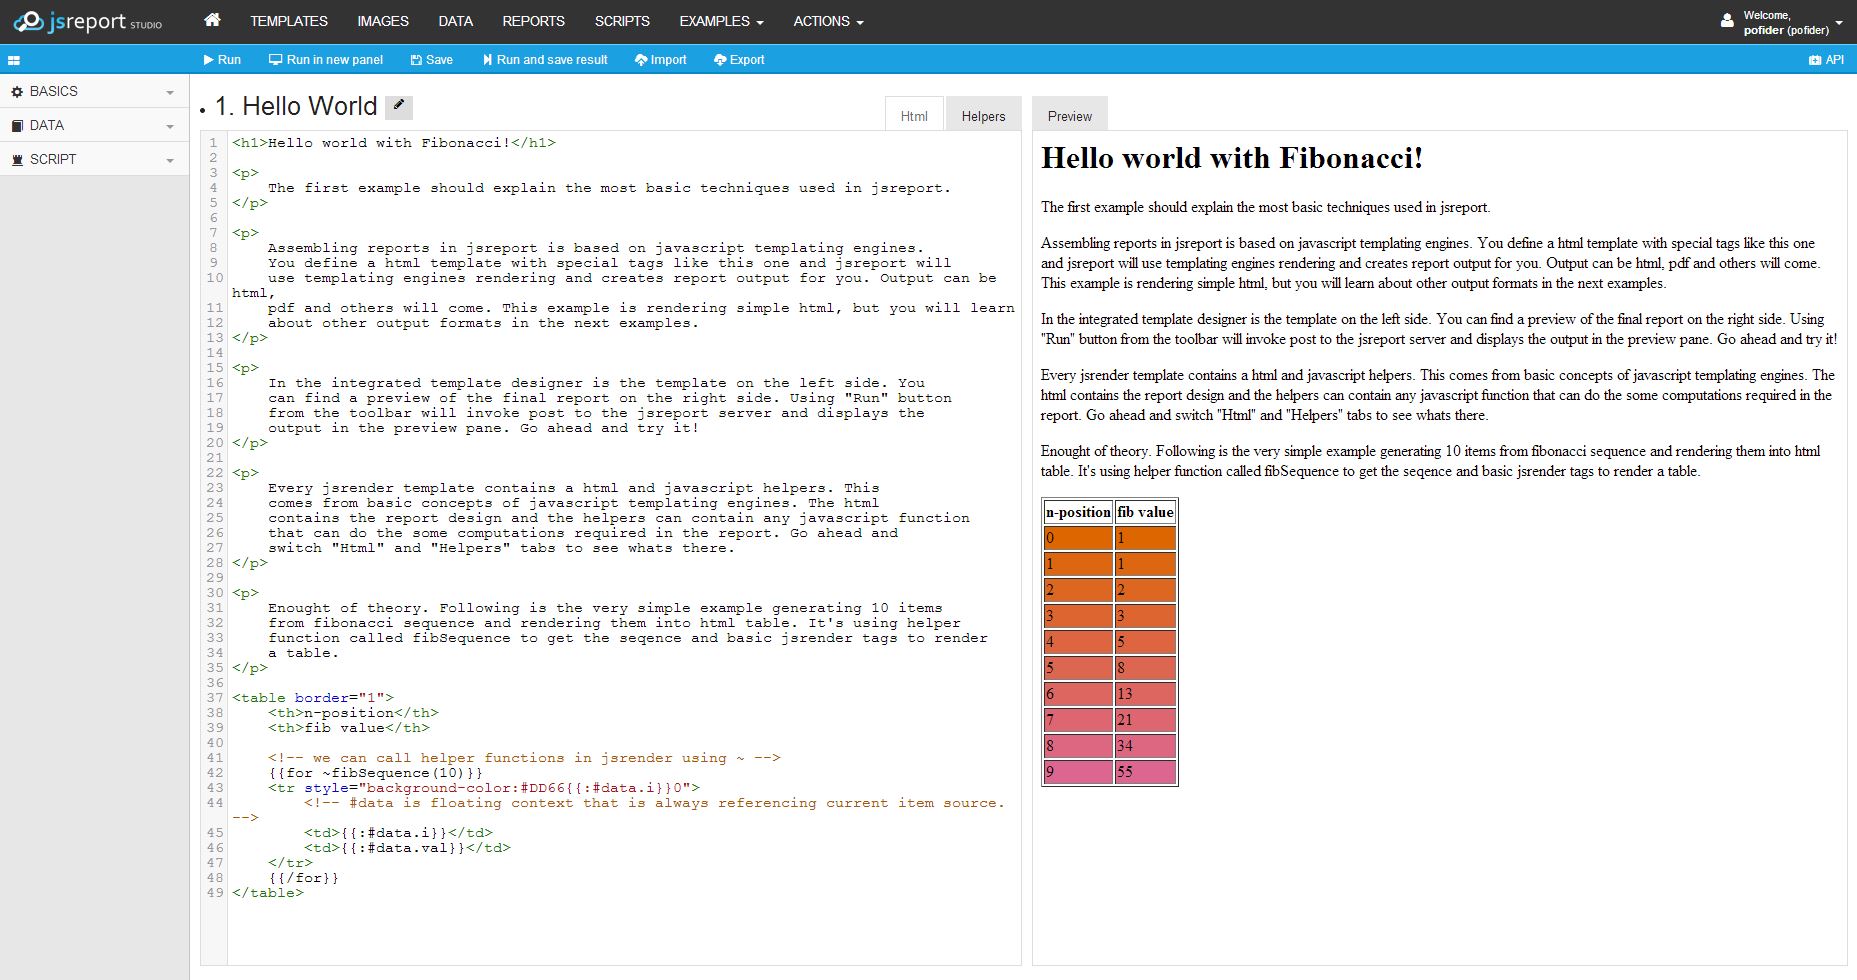 jsreport STUDIO
TEMPLATES IMAGES DATA REPORTS SCRIPTS EXAMPLES ACTIONS
Welcome,
pofider (pofider)
Run Run in new panel Save Run and save result Import Export API
BASICS
DATA
SCRIPT
1. Hello World
Html Helpers
1 <h1>Hello world with Fibonacci!</h1>
2
3 <p>
4 The first example should explain the most basic techniques used in jsreport.
5 </p>
6
7 <p>
8 Assembling reports in jsreport is based on javascript templating engines.
9 You define a html template with special tags like this one and jsreport will
10 use templating engines rendering and creates report output for you. Output can be
html,
11 pdf and others will come. This example is rendering simple html, but you will learn
12 about other output formats in the next examples.
13 </p>
14
15 <p>
16 In the integrated template designer is the template on the left side. You
17 can find a preview of the final report on the right side. Using "Run" button
18 from the toolbar will invoke post to the jsreport server and displays the
19 output in the preview pane. Go ahead and try it!
20 </p>
21
22 <p>
23 Every jsrender template contains a html and javascript helpers. This
24 comes from basic concepts of javascript templating engines. The html
25 contains the report design and the helpers can contain any javascript function
26 that can do the some computations required in the report. Go ahead and
27 switch "Html" and "Helpers" tabs to see whats there.
28 </p>
29
30 <p>
31 Enought of theory. Following is the very simple example generating 10 items
32 from fibonacci sequence and rendering them into html table. It's using helper
33 function called fibSequence to get the seqence and basic jsrender tags to render
34 a table.
35 </p>
36
37 <table border="1">
38 <th>n-position</th>
39 <th>fib value</th>
40
41 <!-- we can call helper functions in jsrender using ~ -->
42 {{for ~fibSequence(10)}}
43 <tr style="background-color:#DD66{{:#data.i}}0">
44 <!-- #data is floating context that is always referencing current item source.
-->
45 <td>{{:#data.i}}</td>
46 <td>{{:#data.val}}</td>
47 </tr>
48 {{/for}}
49 </table>
Preview
Hello world with Fibonacci!
The first example should explain the most basic techniques used in jsreport.
Assembling reports in jsreport is based on javascript templating engines. You define a html template with special tags like this one
and jsreport will use templating engines rendering and creates report output for you. Output can be html, pdf and others will come.
This example is rendering simple html, but you will learn about other output formats in the next examples.
In the integrated template designer is the template on the left side. You can find a preview of the final report on the right side. Using
"Run" button from the toolbar will invoke post to the jsreport server and displays the output in the preview pane. Go ahead and try it!
Every jsrender template contains a html and javascript helpers. This comes from basic concepts of javascript templating engines. The
html contains the report design and the helpers can contain any javascript function that can do the some computations required in the
report. Go ahead and switch "Html" and "Helpers" tabs to see whats there.
Enought of theory. Following is the very simple example generating 10 items from fibonacci sequence and rendering them into html
table. It's using helper function called fibSequence to get the seqence and basic jsrender tags to render a table.
n-position fib value
0 1
1 1
2 2
3 3
4 5
5 8
6 13
7 21
8 34
9 55